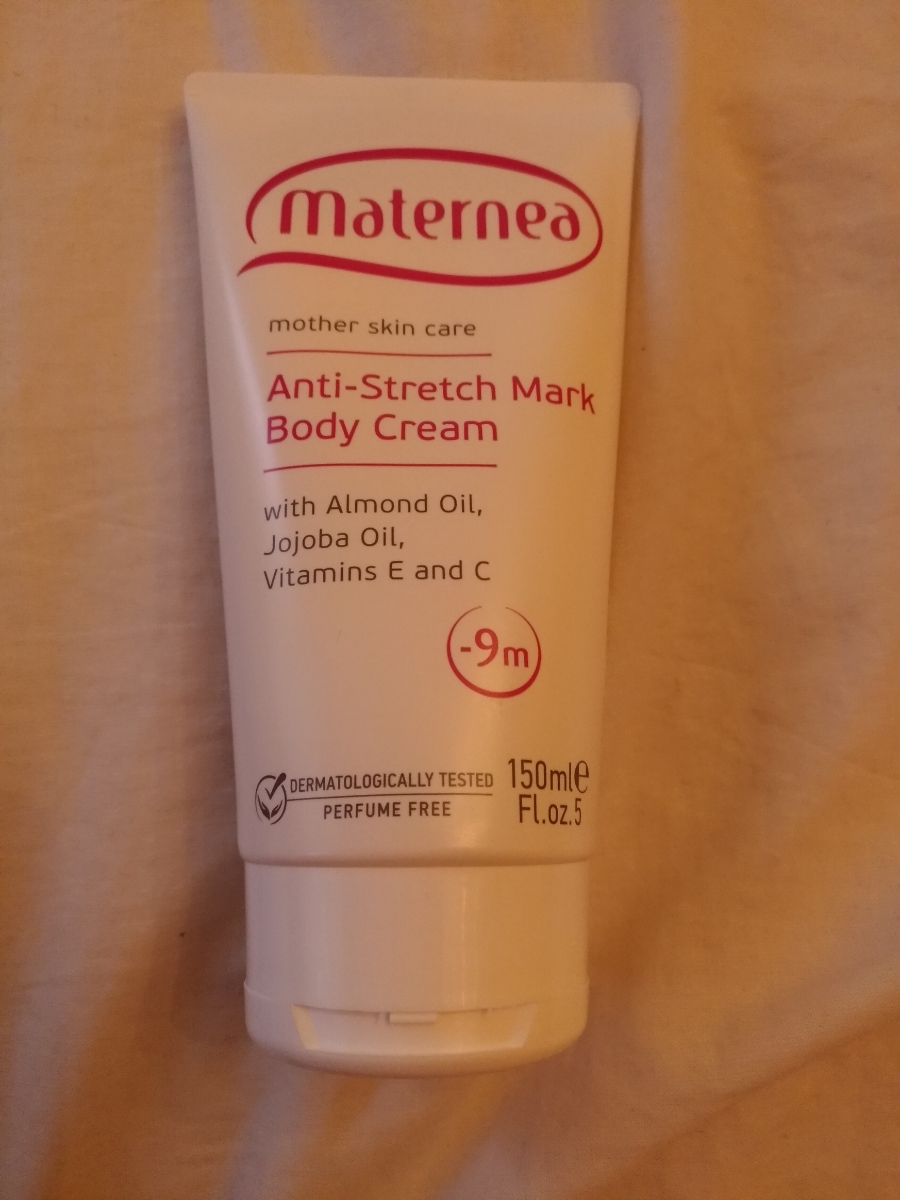 maternea
mother skin care
Anti-Stretch Mark
Body Cream
with Almond Oil,
Jojoba Oil,
Vitamins E and C
-9m
DERMATOLOGICALLY TESTED
PERFUME FREE
150ml℮
Fl.oz.5